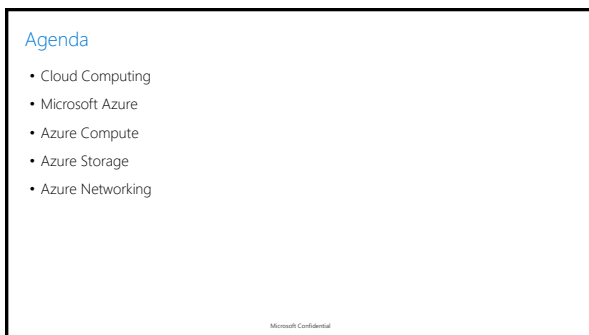 Agenda
• Cloud Computing
• Microsoft Azure
• Azure Compute
• Azure Storage
• Azure Networking
Microsoft Confidential